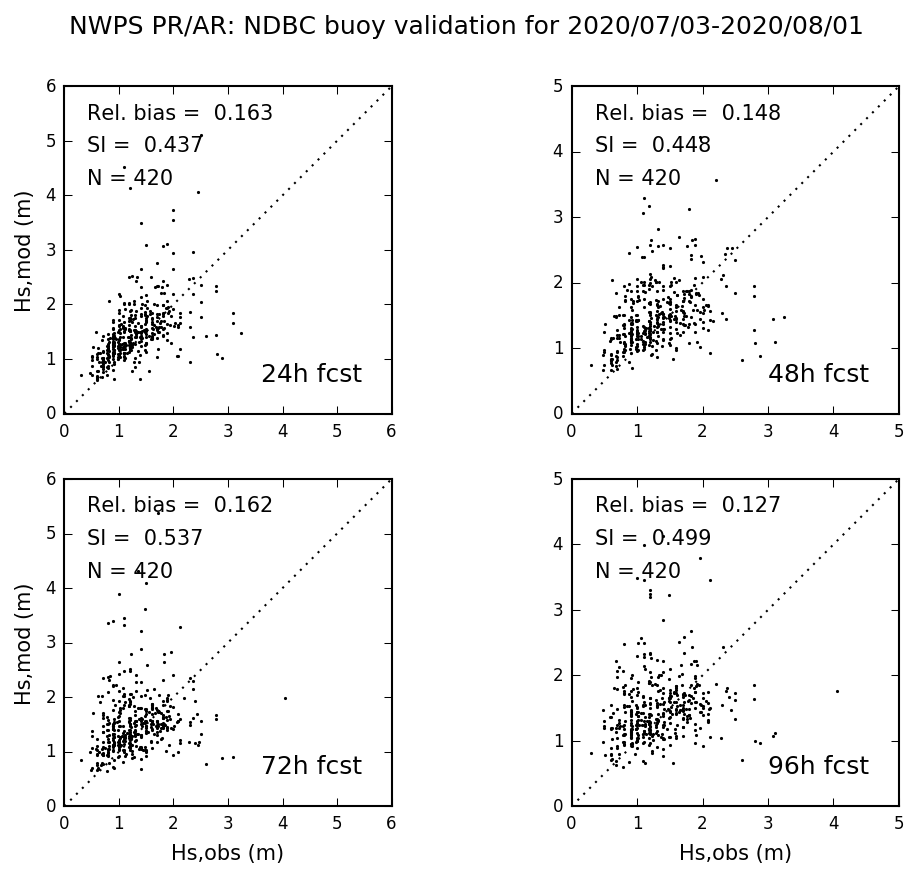 NWPS PR/AR: NDBC buoy validation for 2020/07/03-2020/08/01
6
5
4
3
2
1
0
Hs,mod (m)
Rel. bias = 0.163
SI = 0.437
N = 420
24h fcst
0 1 2 3 4 5 6
5
4
3
2
1
0
Rel. bias = 0.148
SI = 0.448
N = 420
48h fcst
0 1 2 3 4 5
6
5
4
3
2
1
0
Hs,mod (m)
Rel. bias = 0.162
SI = 0.537
N = 420
72h fcst
0 1 2 3 4 5 6
Hs,obs (m)
5
4
3
2
1
0
Rel. bias = 0.127
SI = 0.499
N = 420
96h fcst
0 1 2 3 4 5
Hs,obs (m)